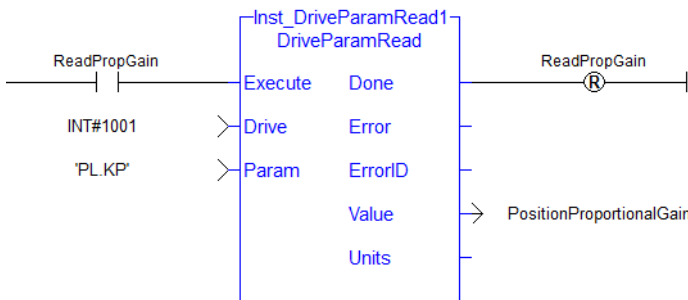 Inst_DriveParamRead1
DriveParamRead
ReadPropGain
ReadPropGain
Execute Done
R
INT#1001
Drive Error
'PL.KP'
Param ErrorID
Value
PositionProportionalGain
Units